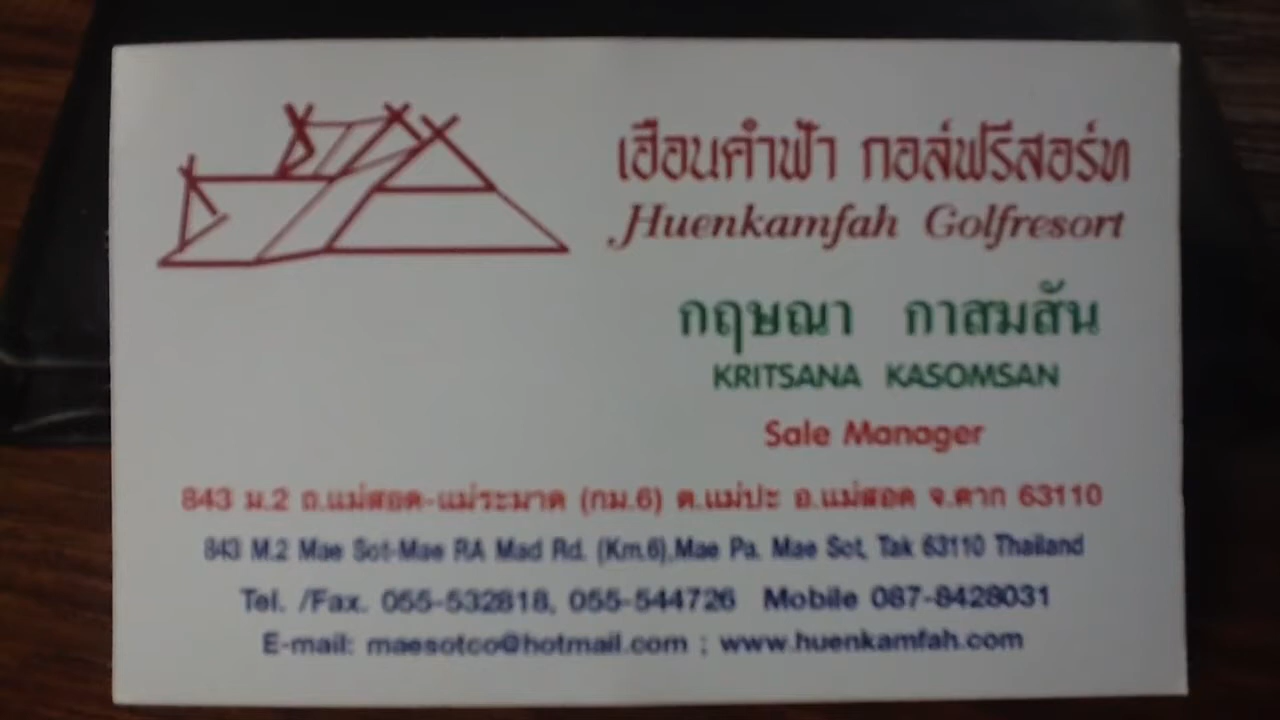 เฮือนคำฟ้า กอล์ฟรีสอร์ท
Huenkamfah Golfresort
กฤษณา กาสมสัน
KRITSANA KASOMSAN
Sale Manager
843 ม.2 ถ.แม่สอด-แม่ระมาด (กม.6) ต.แม่ปะ อ.แม่สอด จ.ตาก 63110
843 M.2 Mae Sot-Mae RA Mad Rd. (Km.6),Mae Pa. Mae Sot, Tak 63110 Thailand
Tel. /Fax. 055-532818, 055-544726 Mobile 087-8428031
E-mail: maesotco@hotmail.com ; www.huenkamfah.com